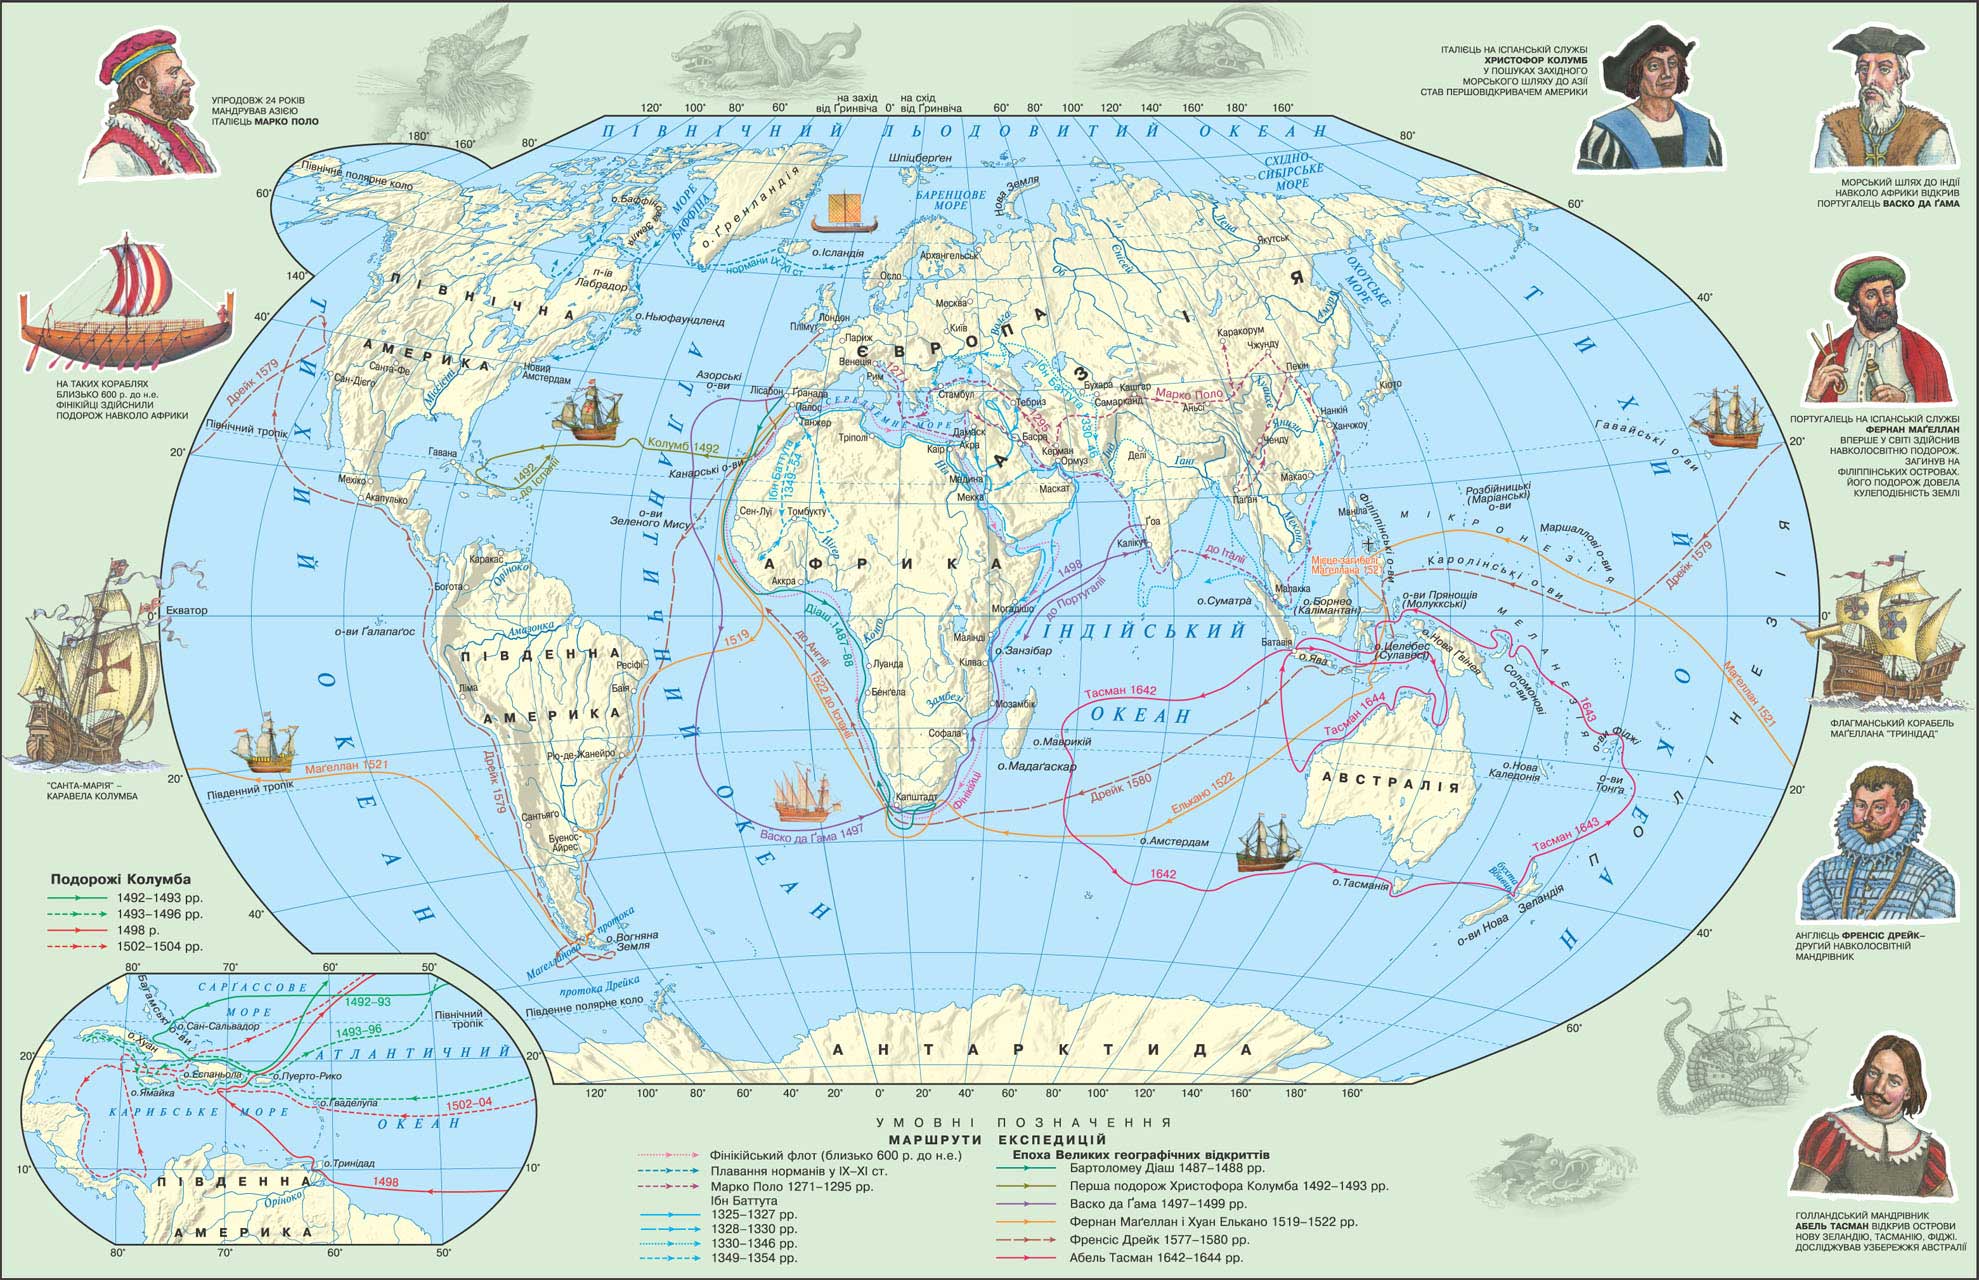 УПРОДОВЖ 24 РОКІВ
МАНДРУВАВ АЗІЄЮ
ІТАЛІЄЦЬ МАРКО ПОЛО
ІТАЛІЄЦЬ НА ІСПАНСЬКІЙ СЛУЖБІ
ХРИСТОФОР КОЛУМБ
У ПОШУКАХ ЗАХІДНОГО
МОРСЬКОГО ШЛЯХУ ДО АЗІЇ
СТАВ ПЕРШОВІДКРИВАЧЕМ АМЕРИКИ
МОРСЬКИЙ ШЛЯХ ДО ІНДІЇ
НАВКОЛО АФРИКИ ВІДКРИВ
ПОРТУГАЛЕЦЬ ВАСКО ДА ҐАМА
НА ТАКИХ КОРАБЛЯХ
БЛИЗЬКО 600 р. до н.е.
ФІНІКІЙЦІ ЗДІЙСНИЛИ
ПОДОРОЖ НАВКОЛО АФРИКИ
ПОРТУГАЛЕЦЬ НА ІСПАНСЬКІЙ СЛУЖБІ
ФЕРНАН МАҐЕЛЛАН
ВПЕРШЕ У СВІТІ ЗДІЙСНИВ
НАВКОЛОСВІТНЮ ПОДОРОЖ.
ЗАГИНУВ НА
ФІЛІППІНСЬКИХ ОСТРОВАХ.
ЙОГО ПОДОРОЖ ДОВЕЛА
КУЛЕПОДІБНІСТЬ ЗЕМЛІ
"САНТА-МАРІЯ" –
КАРАВЕЛА КОЛУМБА
ФЛАГМАНСЬКИЙ КОРАБЕЛЬ
МАҐЕЛЛАНА "ТРИНІДАД"
АНГЛІЄЦЬ ФРЕНСІС ДРЕЙК–
ДРУГИЙ НАВКОЛОСВІТНІЙ
МАНДРІВНИК
ГОЛЛАНДСЬКИЙ МАНДРІВНИК
АБЕЛЬ ТАСМАН ВІДКРИВ ОСТРОВИ
НОВУ ЗЕЛАНДІЮ, ТАСМАНІЮ, ФІДЖІ.
ДОСЛІДЖУВАВ УЗБЕРЕЖЖЯ АВСТРАЛІЇ
на захід від Ґринвіча 0° на схід від Ґринвіча
180° 160° 80° 120° 100° 80° 60° 60° 80° 100° 120° 140° 160° 180° 160° 80°
ПІВНІЧНИЙ ЛЬОДОВИТИЙ ОКЕАН
Північне полярне коло
60°
140°
40°
20°
0°
20°
40°
60°
40°
20°
0°
20°
40°
60°
Шпіцберґен
БАРЕНЦОВЕ МОРЕ
Нова Земля
СХІДНО-СИБІРСЬКЕ МОРЕ
МОРЕ БАФФІНА
о.Баффінова Земля
о.Ґренландія
нормани IX–XI ст.
о.Ісландія
Архангельськ
Осло
Москва
Лена
Якутськ
Об
Єнісей
ОХОТСЬКЕ МОРЕ
Амур
п-ів Лабрадор
о.Ньюфаундленд
ПІВНІЧНА АМЕРИКА
Санта-Фе
Сан-Дієго
Міссісіпі
Новий Амстердам
Лондон
Плімут
Париж
Київ
Волга
ЄВРОПА
Венеція
Рим
1271
АЗІЯ
Каракорум
Чжунду
Пекін
Кіото
Азорські о-ви
Лісабон
Гранада
Палос
Танжер
Стамбул
Тебриз
Бухара
Кашгар
Самарканд
Марко Поло
Аньсі
Хуанхе
Нанкін
Ханчжоу
Янцзи
Ченду
СЕРЕДЗЕМНЕ МОРЕ
Ібн Баттута
1330–46
1295
Тріполі
Дамаск
Акра
Каїр
Ніл
Басра
Керман
Ормуз
Інд
Делі
Ганг
Макао
Дрейк 1579
Північний тропік
Гавана
Мехіко
Акапулько
1492
до Іспанії
Колумб 1492
Канарські о-ви
Ібн Баттута
1349–54
Медина
Мекка
Маскат
Паган
Меконг
Маніла
Філіппінські о-ви
Гавайські о-ви
Розбійницькі (Маріанські) о-ви
Маршаллові о-ви
МІКРОНЕЗІЯ
Каролінські о-ви
Дрейк 1579
о-ви Зеленого Мису
Сен-Луї
Томбукту
Нігер
Ґоа
Калікут
1498
до Італії
до Португалії
Місце загибелі
Маґеллана 1521
Каракас
Богота
Оріноко
АФРИКА
Аккра
Діаш 1487–88
Конго
Могадішо
Малінді
о.Занзібар
Кілва
о.Суматра
Малакка
о.Борнео
(Калімантан)
о-ви Прянощів
(Молуккські)
Екватор
о-ви Галапаґос
Амазонка
ПІВДЕННА АМЕРИКА
Ліма
Ресіфі
Баїя
1519
до Англії
1522 до Іспанії
Луанда
Бенґела
Замбезі
Мозамбік
Софала
ІНДІЙСЬКИЙ ОКЕАН
Батавія
о.Ява
о.Целебес
(Сулавесі)
о.Нова Ґвінея
МЕЛАНЕЗІЯ
Соломонові о-ви
1643
о-ви Фіджі
ПОЛІНЕЗІЯ
Маґеллан 1521
Тасман 1642
Тасман 1644
о.Маврикій
о.Мадаґаскар
Дрейк 1580
Елькано 1522
АВСТРАЛІЯ
о.Нова Каледонія
о-ви Тонґа
Маґеллан 1521
Південний тропік
Дрейк 1579
Ріо-де-Жанейро
Сантьяго
Буенос-Айрес
Васко да Ґама 1497
Капштадт
Фінікійці
о.Амстердам
1642
о.Тасманія
Тасман 1643
бухта Вбивць
о-ви Нова Зеландія
ТИХИЙ ОКЕАН
АТЛАНТИЧНИЙ ОКЕАН
ТИХИЙ ОКЕАН
Маґелланова протока
о.Вогняна Земля
протока Дрейка
Південне полярне коло
АНТАРКТИДА
120° 100° 80° 60° 40° 20° 0 20° 40° 60° 80° 100° 120° 140° 160° 180° 160°
Подорожі Колумба
1492–1493 рр.
1493–1496 рр.
1498 р.
1502–1504 рр.
80° 70° 60° 50°
САРҐАССОВЕ МОРЕ
1492–93
Багамські о-ви
о.Сан-Сальвадор
1493–96
Північний тропік
о.Хуан
20°
АТЛАНТИЧНИЙ ОКЕАН
20°
о.Еспаньола
о.Пуерто-Рико
о.Ямайка
о.Гваделупа
1502–04
КАРИБСЬКЕ МОРЕ
10°
о.Тринідад
10°
1498
ПІВДЕННА АМЕРИКА
Оріноко
80° 70° 60° 50°
УМОВНІ ПОЗНАЧЕННЯ
МАРШРУТИ ЕКСПЕДИЦІЙ
Фінікійський флот (близько 600 р. до н.е.)
Плавання норманів у IX–XI ст.
Марко Поло 1271–1295 рр.
Ібн Баттута
1325–1327 рр.
1328–1330 рр.
1330–1346 рр.
1349–1354 рр.
Епоха Великих географічних відкриттів
Бартоломеу Діаш 1487–1488 рр.
Перша подорож Христофора Колумба 1492–1493 рр.
Васко да Ґама 1497–1499 рр.
Фернан Маґеллан і Хуан Елькано 1519–1522 рр.
Френсіс Дрейк 1577–1580 рр.
Абель Тасман 1642–1644 рр.